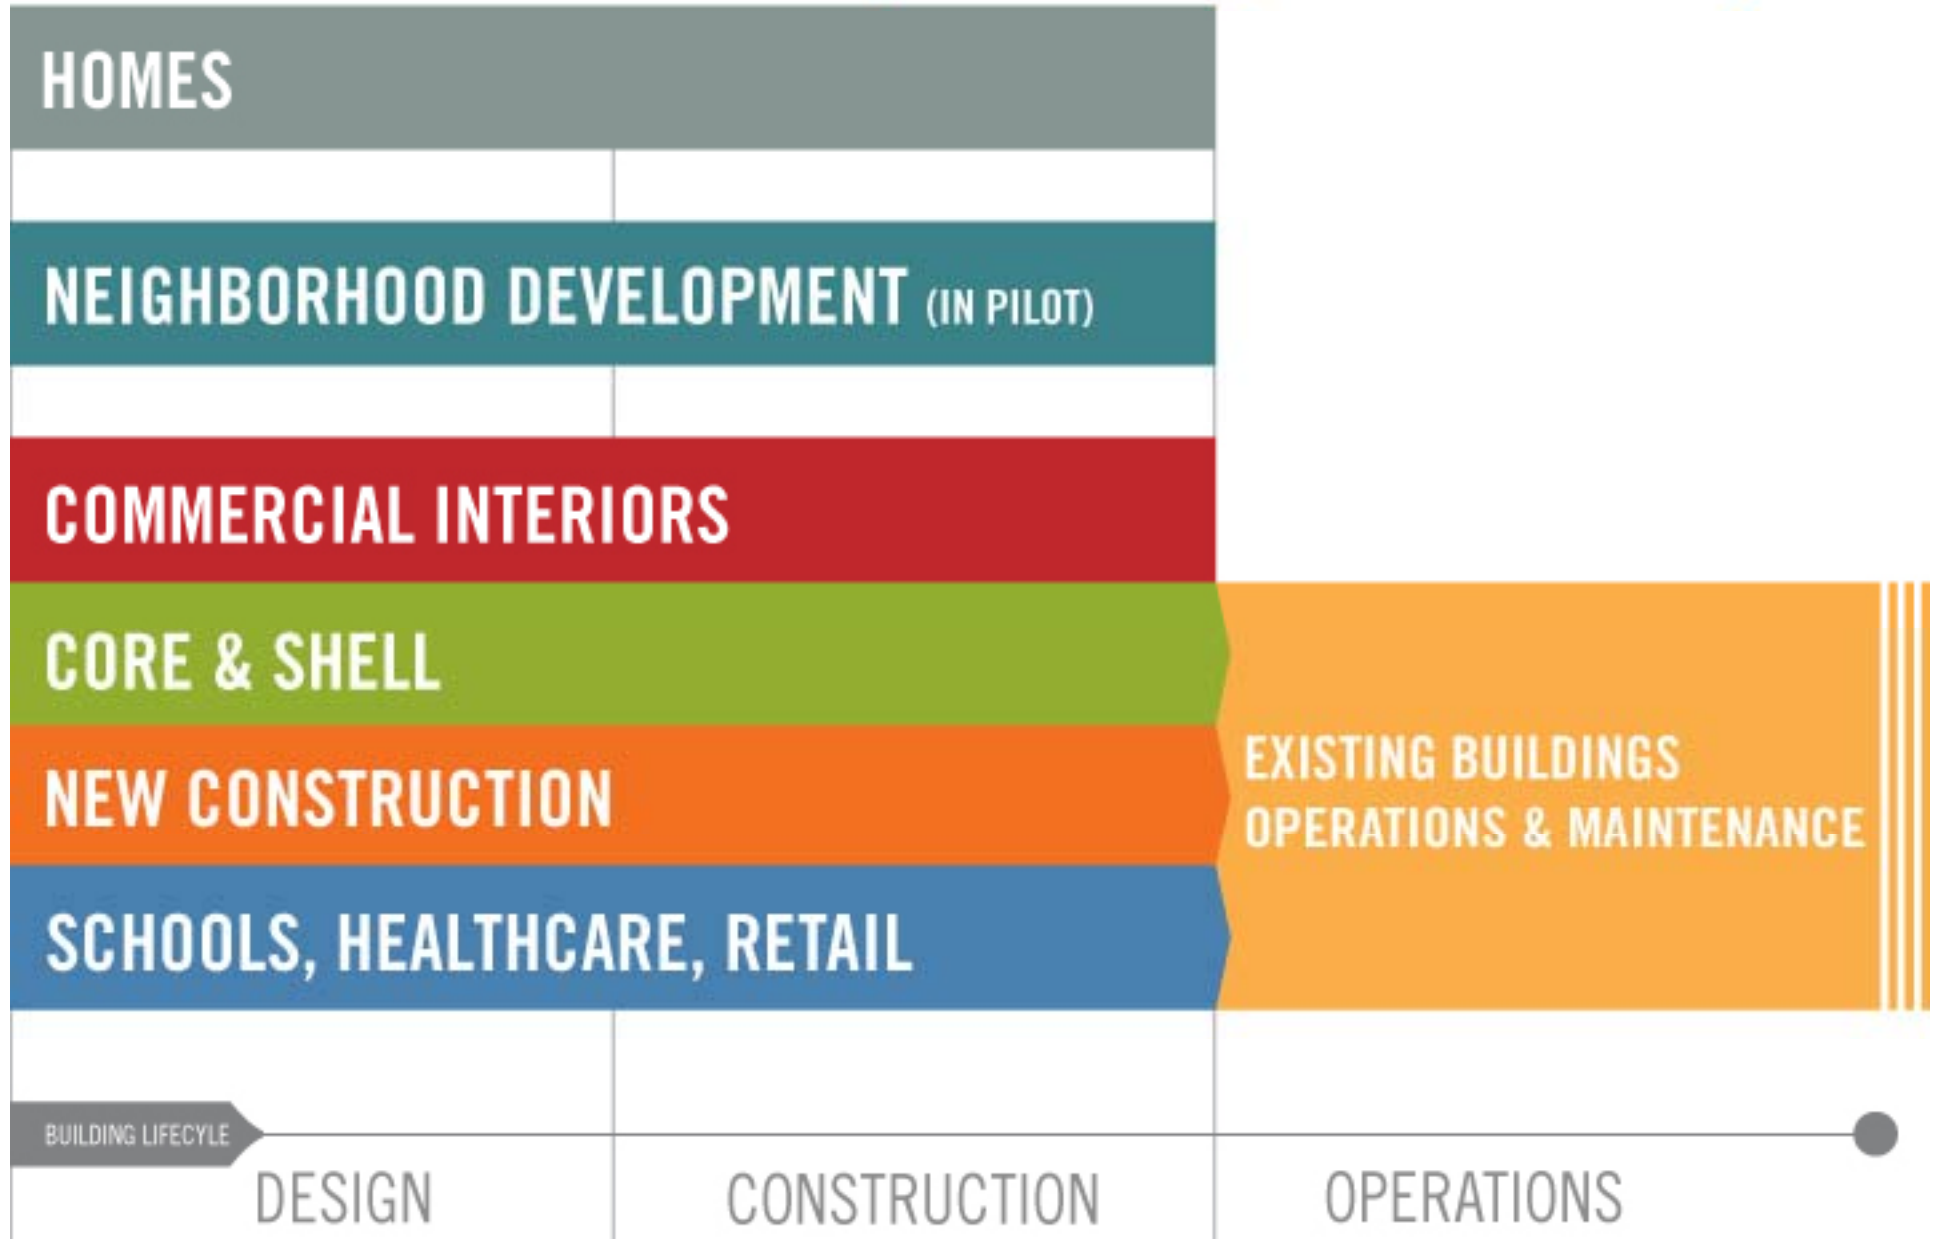 HOMES
NEIGHBORHOOD DEVELOPMENT (IN PILOT)
COMMERCIAL INTERIORS
CORE & SHELL
NEW CONSTRUCTION
SCHOOLS, HEALTHCARE, RETAIL
EXISTING BUILDINGS
OPERATIONS & MAINTENANCE
BUILDING LIFECYLE
DESIGN
CONSTRUCTION
OPERATIONS